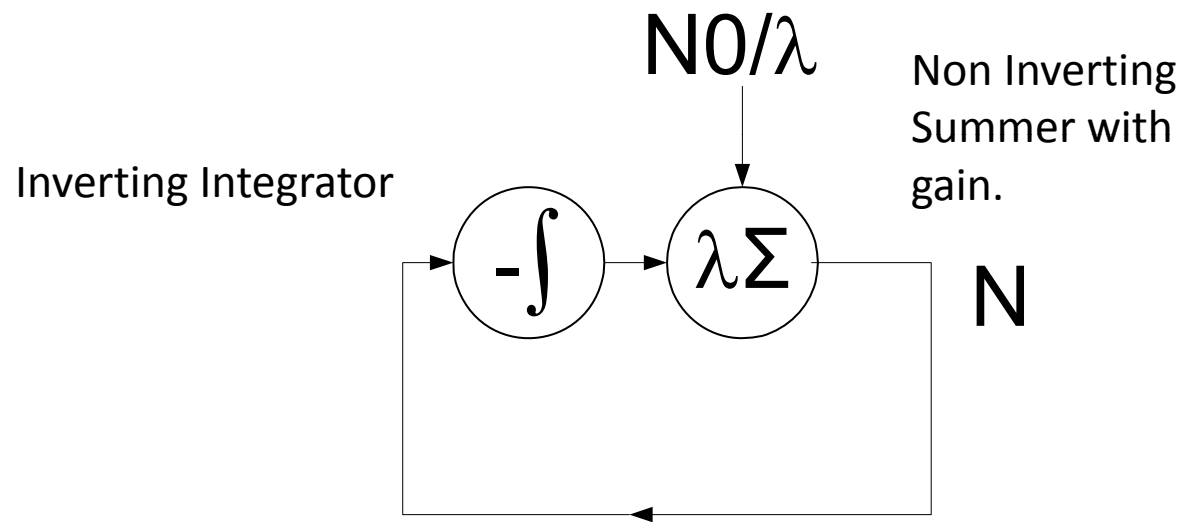 N0/λ
Non Inverting
Summer with
gain.
Inverting Integrator
-∫
λΣ
N